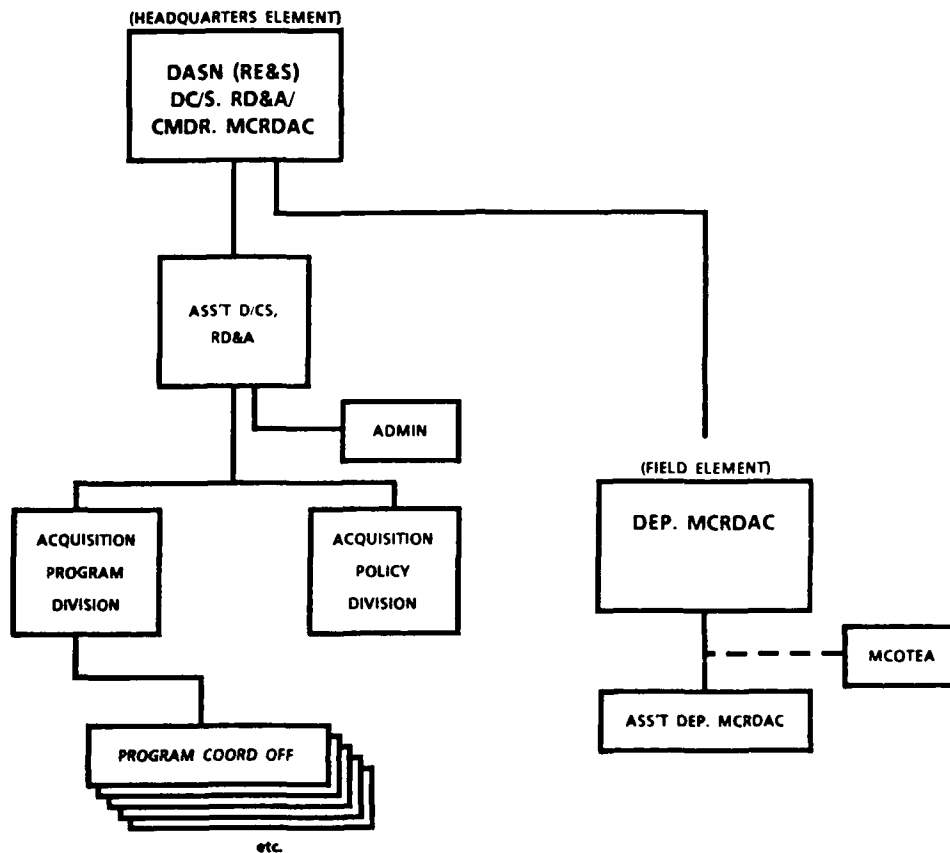 (HEADQUARTERS ELEMENT)
DASN (RE&S)
DC/S. RD&A/
CMDR. MCRDAC
ASS'T D/CS,
RD&A
ADMIN
ACQUISITION
PROGRAM
DIVISION
ACQUISITION
POLICY
DIVISION
PROGRAM COORD OFF
etc.
(FIELD ELEMENT)
DEP. MCRDAC
MCOTEA
ASS'T DEP. MCRDAC